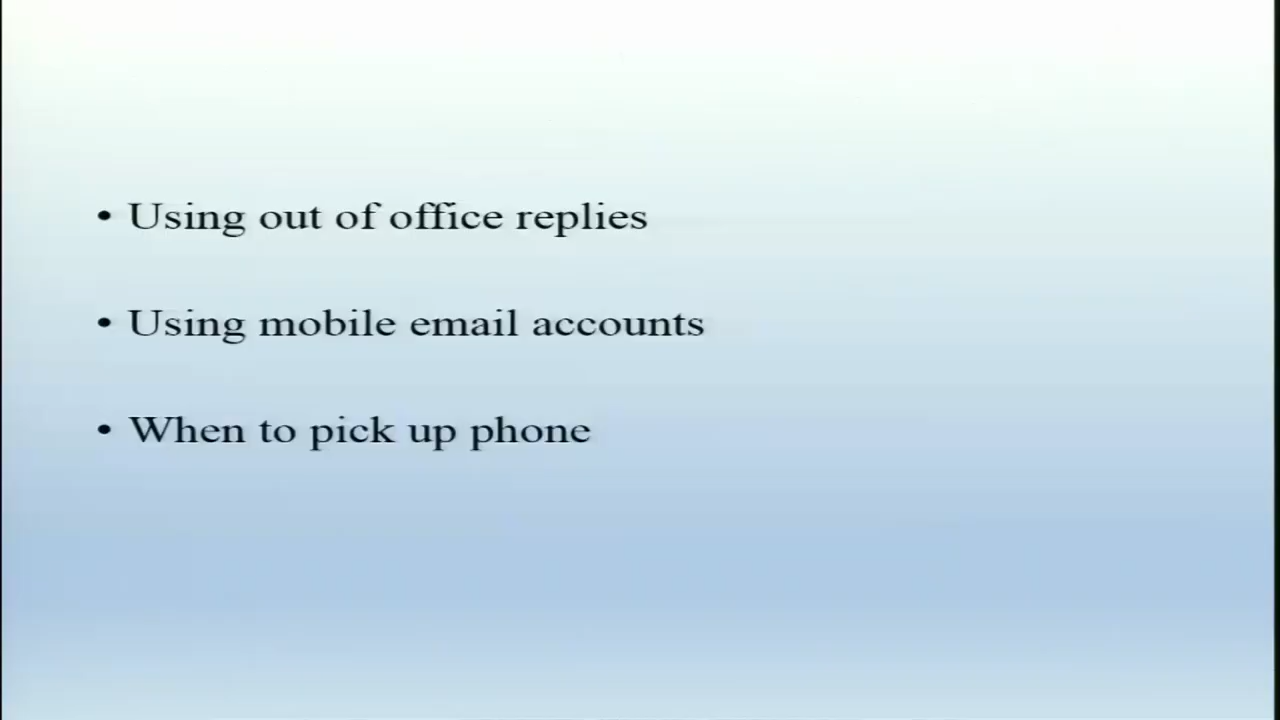 • Using out of office replies
• Using mobile email accounts
• When to pick up phone